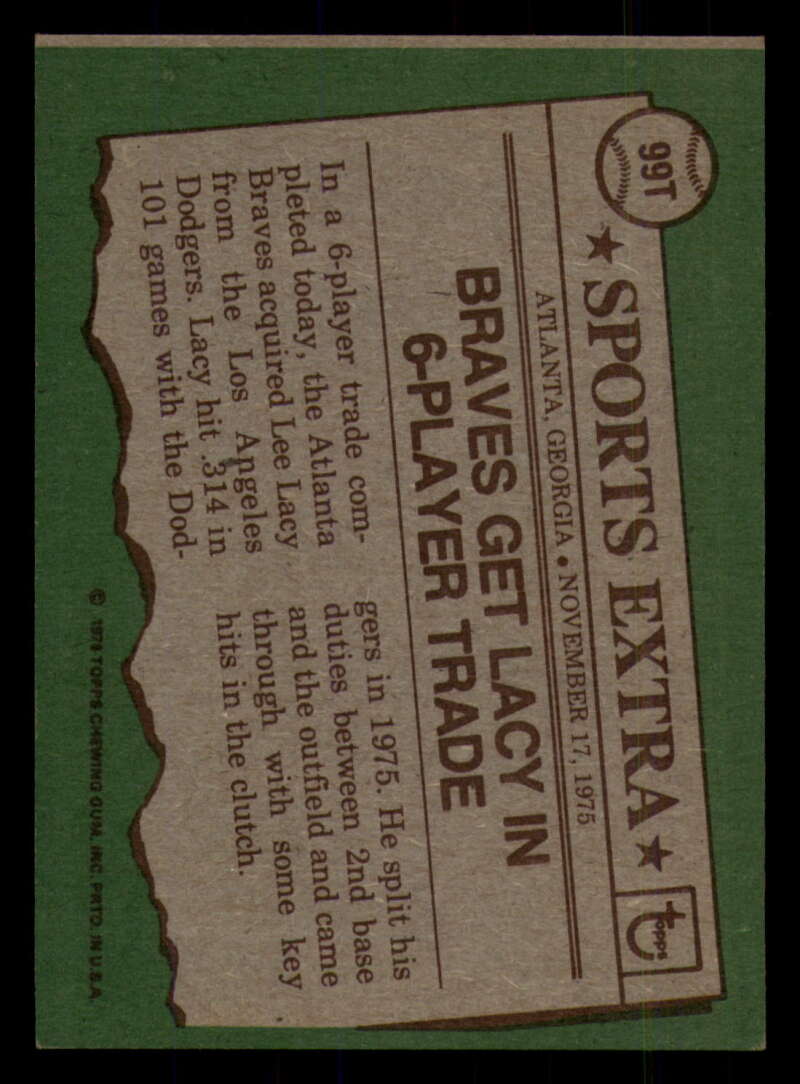 99T
★ SPORTS EXTRA ★
topps
ATLANTA, GEORGIA • NOVEMBER 17, 1975
BRAVES GET LACY IN
6-PLAYER TRADE
In a 6-player trade com-
pleted today, the Atlanta
Braves acquired Lee Lacy
from the Los Angeles
Dodgers. Lacy hit .314 in
101 games with the Dod-
gers in 1975. He split his
duties between 2nd base
and the outfield and came
through with some key
hits in the clutch.
© 1976 TOPPS CHEWING GUM, INC. PRTD. IN U.S.A.